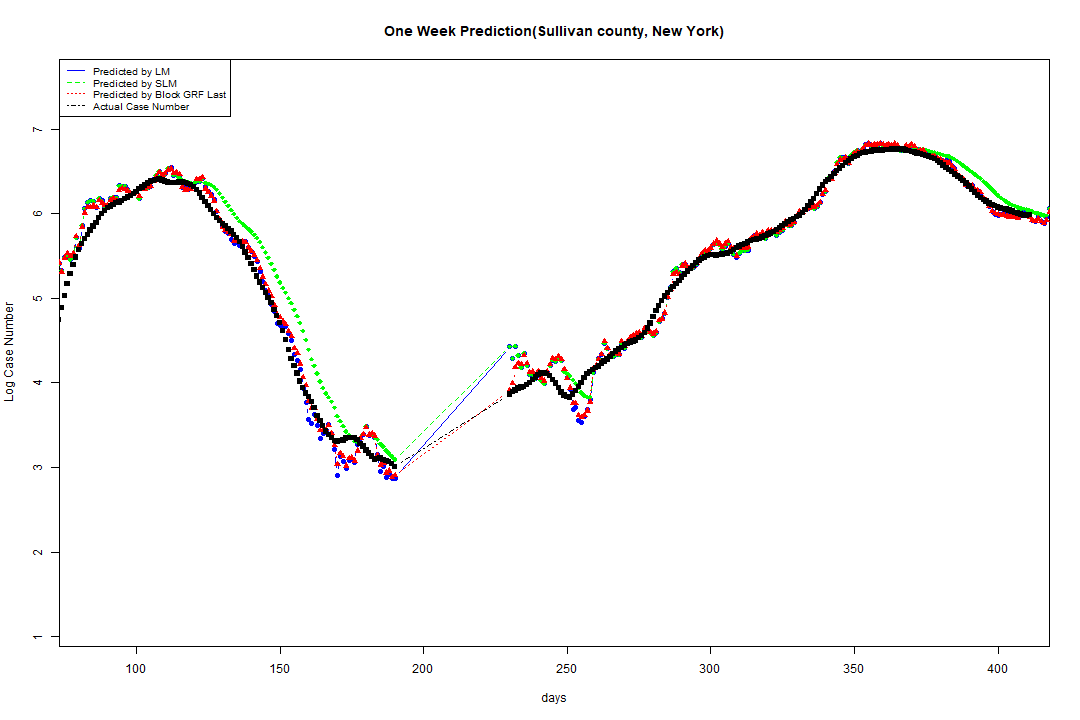 One Week Prediction(Sullivan county, New York)
Predicted by LM
Predicted by SLM
Predicted by Block GRF Last
Actual Case Number
Log Case Number
7
6
5
4
3
2
1
100 150 200 250 300 350 400
days